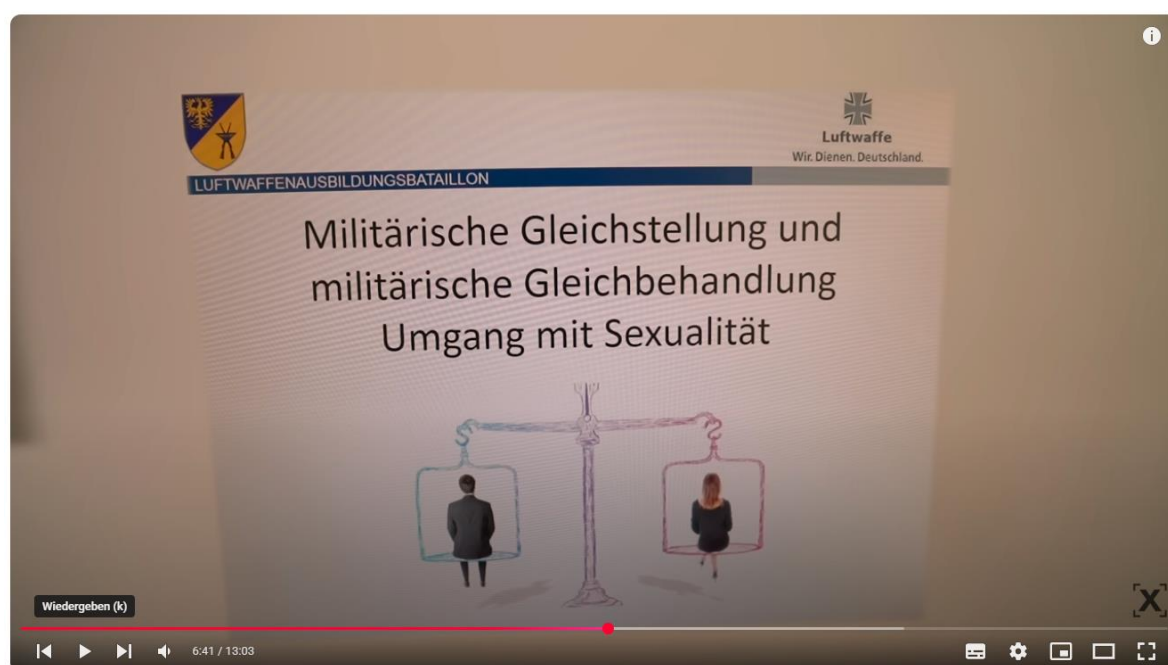 Luftwaffe
Wir. Dienen. Deutschland.
LUFTWAFFENAUSBILDUNGSBATAILLON
Militärische Gleichstellung und
militärische Gleichbehandlung
Umgang mit Sexualität
X
Wiedergeben (k)
6:41 / 13:03